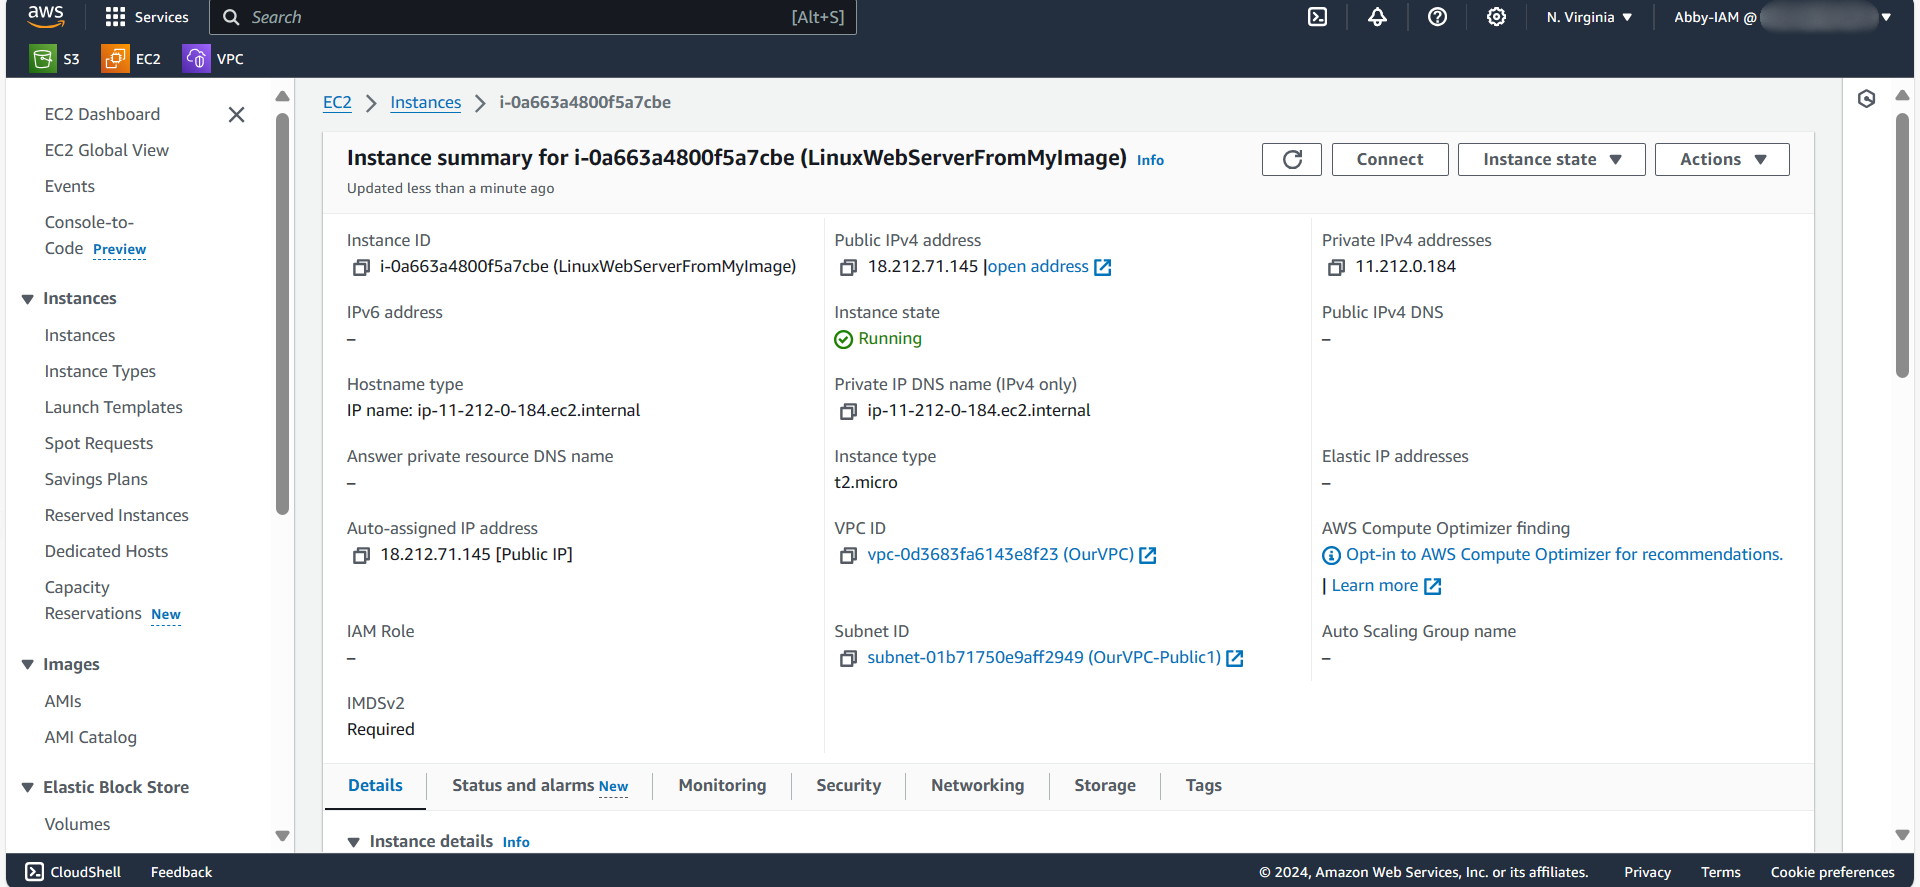 aws
Services
Search [Alt+S]
N. Virginia
Abby-IAM @
S3
EC2
VPC
EC2 Dashboard
EC2 Global View
Events
Console-to-
Code Preview
Instances
Instances
Instance Types
Launch Templates
Spot Requests
Savings Plans
Reserved Instances
Dedicated Hosts
Capacity
Reservations New
Images
AMIs
AMI Catalog
Elastic Block Store
Volumes
EC2 > Instances > i-0a663a4800f5a7cbe
Instance summary for i-0a663a4800f5a7cbe (LinuxWebServerFromMyImage) Info
Updated less than a minute ago
Connect
Instance state
Actions
Instance ID
i-0a663a4800f5a7cbe (LinuxWebServerFromMyImage)
Public IPv4 address
18.212.71.145 |open address
Private IPv4 addresses
11.212.0.184
IPv6 address
–
Instance state
Running
Public IPv4 DNS
–
Hostname type
IP name: ip-11-212-0-184.ec2.internal
Private IP DNS name (IPv4 only)
ip-11-212-0-184.ec2.internal
Answer private resource DNS name
–
Instance type
t2.micro
Elastic IP addresses
–
Auto-assigned IP address
18.212.71.145 [Public IP]
VPC ID
vpc-0d3683fa6143e8f23 (OurVPC)
AWS Compute Optimizer finding
Opt-in to AWS Compute Optimizer for recommendations.
| Learn more
IAM Role
–
Subnet ID
subnet-01b71750e9aff2949 (OurVPC-Public1)
Auto Scaling Group name
–
IMDSv2
Required
Details
Status and alarms New
Monitoring
Security
Networking
Storage
Tags
Instance details Info
CloudShell
Feedback
© 2024, Amazon Web Services, Inc. or its affiliates.
Privacy
Terms
Cookie preferences